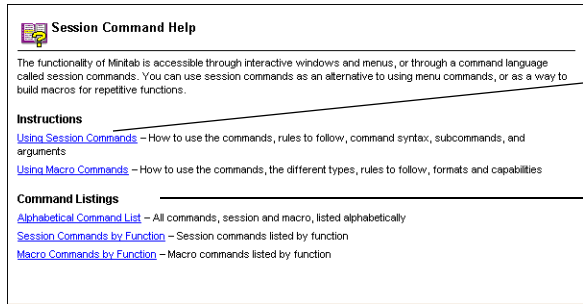 Session Command Help
The functionality of Minitab is accessible through interactive windows and menus, or through a command language
called session commands. You can use session commands as an alternative to using menu commands, or as a way to
build macros for repetitive functions.
Instructions
Using Session Commands – How to use the commands, rules to follow, command syntax, subcommands, and
arguments
Using Macro Commands – How to use the commands, the different types, rules to follow, formats and capabilities
Command Listings
Alphabetical Command List – All commands, session and macro, listed alphabetically
Session Commands by Function – Session commands listed by function
Macro Commands by Function – Macro commands listed by function